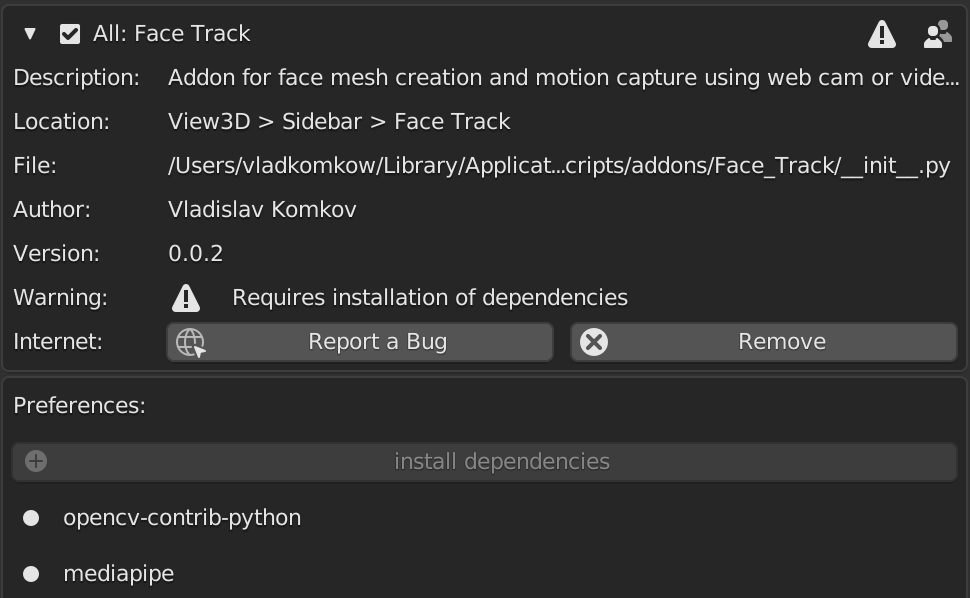 All: Face Track
Description: Addon for face mesh creation and motion capture using web cam or vide...
Location: View3D > Sidebar > Face Track
File: /Users/vladkomkow/Library/Applicat...cripts/addons/Face_Track/__init__.py
Author: Vladislav Komkov
Version: 0.0.2
Warning: Requires installation of dependencies
Internet: Report a Bug Remove
Preferences:
install dependencies
opencv-contrib-python
mediapipe